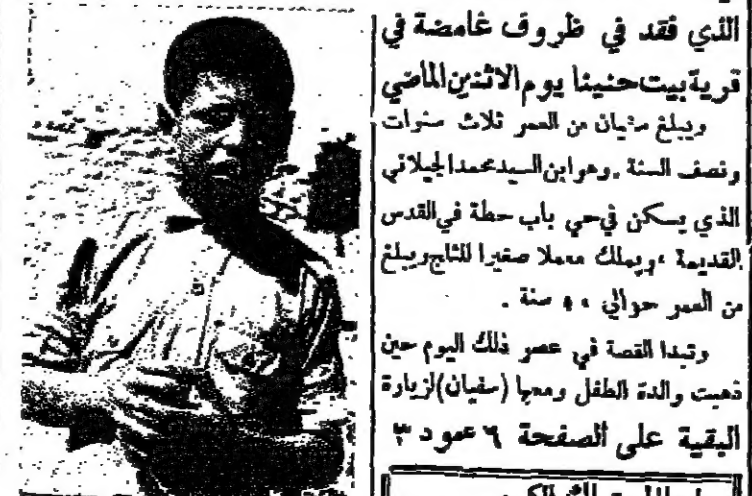 الذي فقد في ظروف غامضة في
قرية بيت حنينا يوم الاثنين الماضي
ويبلغ سفيان من العمر ثلاث سنوات
ونصف السنة . وهو ابن السيد محمد الجيلاني
الذي يسكن في حي باب حطة في القدس
القديمة ، ويملك معملا صغيرا للثلج ويبلغ
من العمر حوالي سنة .
وتبدا القصة في عصر ذلك اليوم حين
ذهبت والدة الطفل ومعها (سفيان) لزيارة
البقية على الصفحة ٦ عمود ٣